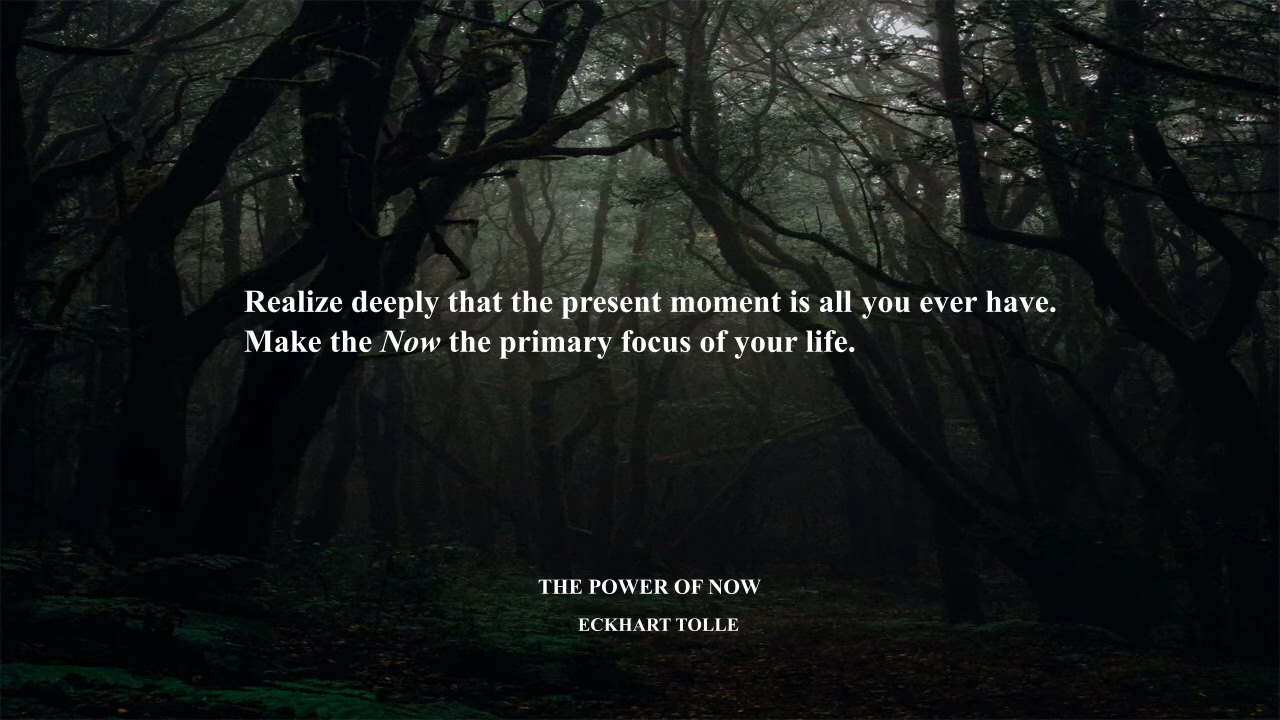 Realize deeply that the present moment is all you ever have.
Make the Now the primary focus of your life.
THE POWER OF NOW
ECKHART TOLLE